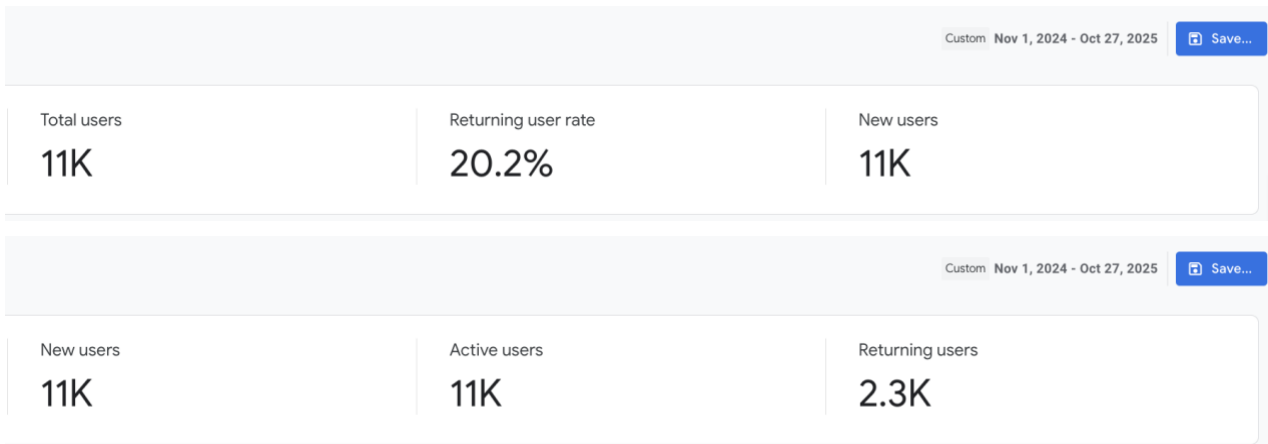 Custom Nov 1, 2024 - Oct 27, 2025 Save...
Total users Returning user rate New users
11K 20.2% 11K
Custom Nov 1, 2024 - Oct 27, 2025 Save...
New users Active users Returning users
11K 11K 2.3K